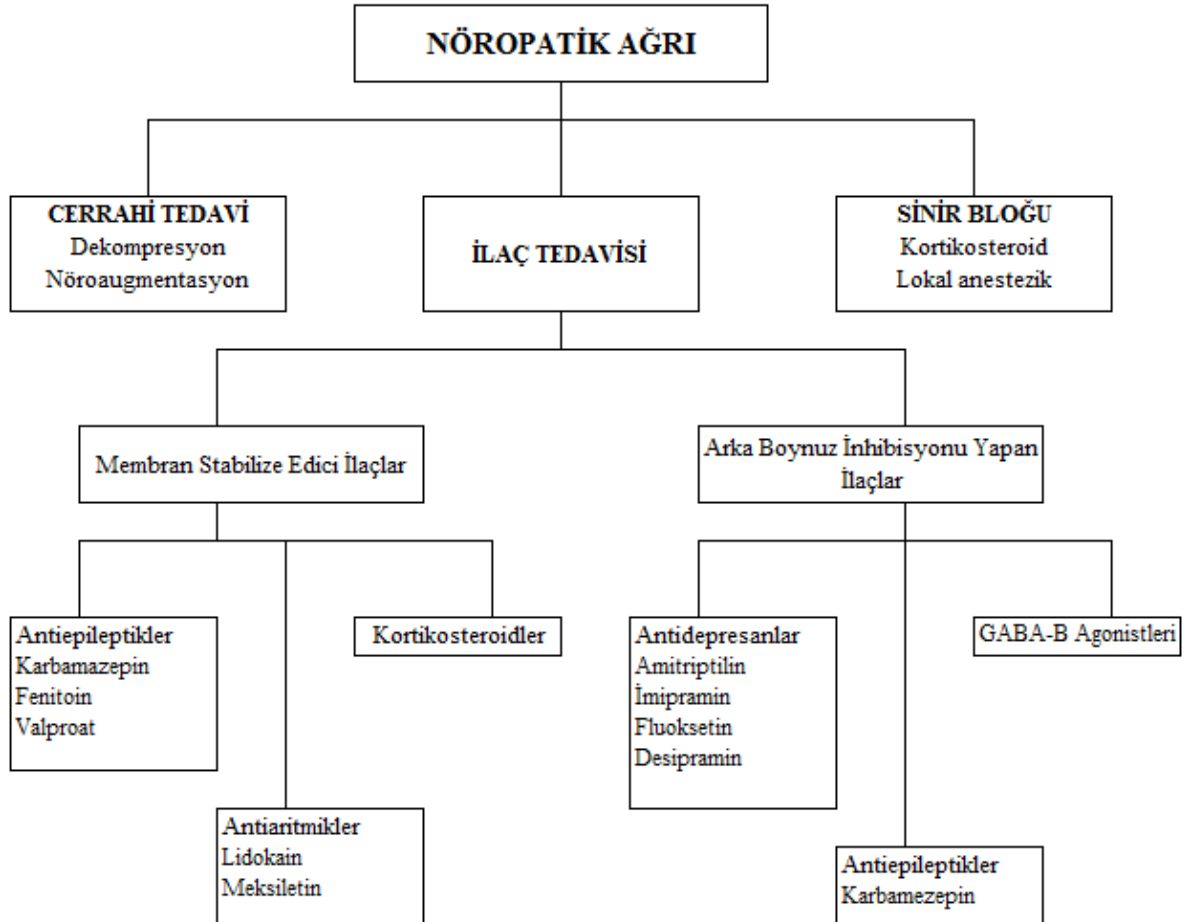 NÖROPATİK AĞRI
CERRAHİ TEDAVİ
Dekompresyon
Nöroaugmentasyon
İLAÇ TEDAVİSİ
SİNİR BLOĞU
Kortikosteroid
Lokal anestezik
Membran Stabilize Edici İlaçlar
Arka Boynuz İnhibisyonu Yapan
İlaçlar
Antiepileptikler
Karbamazepin
Fenitoin
Valproat
Kortikosteroidler
Antidepresanlar
Amitriptilin
İmipramin
Fluoksetin
Desipramin
GABA-B Agonistleri
Antiaritmikler
Lidokain
Meksiletin
Antiepileptikler
Karbamezepin